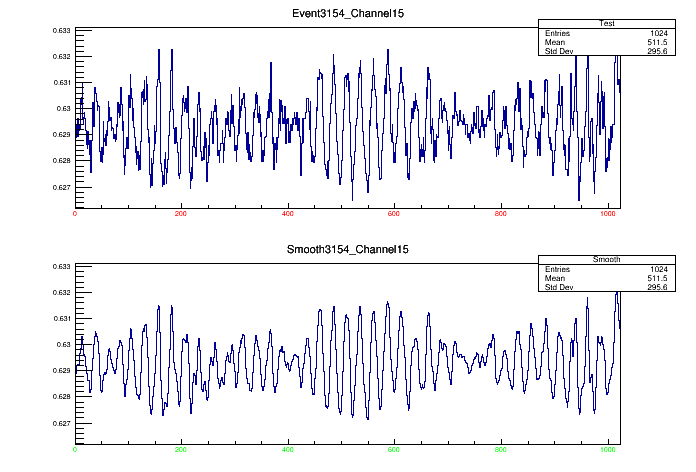 Event3154_Channel15
Test
Entries 1024
Mean 511.5
Std Dev 295.6
0.633
0.632
0.631
0.63
0.629
0.628
0.627
0 200 400 600 800 1000
Smooth3154_Channel15
Smooth
Entries 1024
Mean 511.5
Std Dev 295.6
0.633
0.632
0.631
0.63
0.629
0.628
0.627
0 200 400 600 800 1000